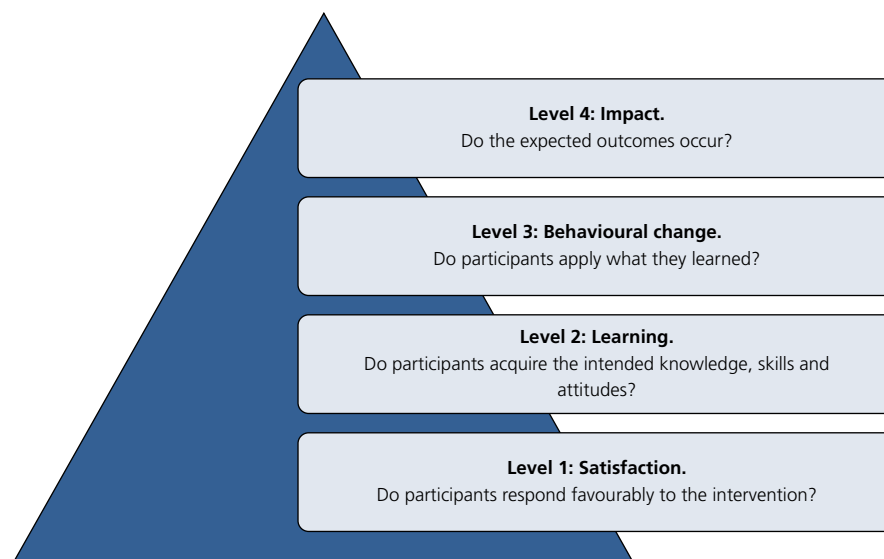 Level 4: Impact.
Do the expected outcomes occur?
Level 3: Behavioural change.
Do participants apply what they learned?
Level 2: Learning.
Do participants acquire the intended knowledge, skills and
attitudes?
Level 1: Satisfaction.
Do participants respond favourably to the intervention?